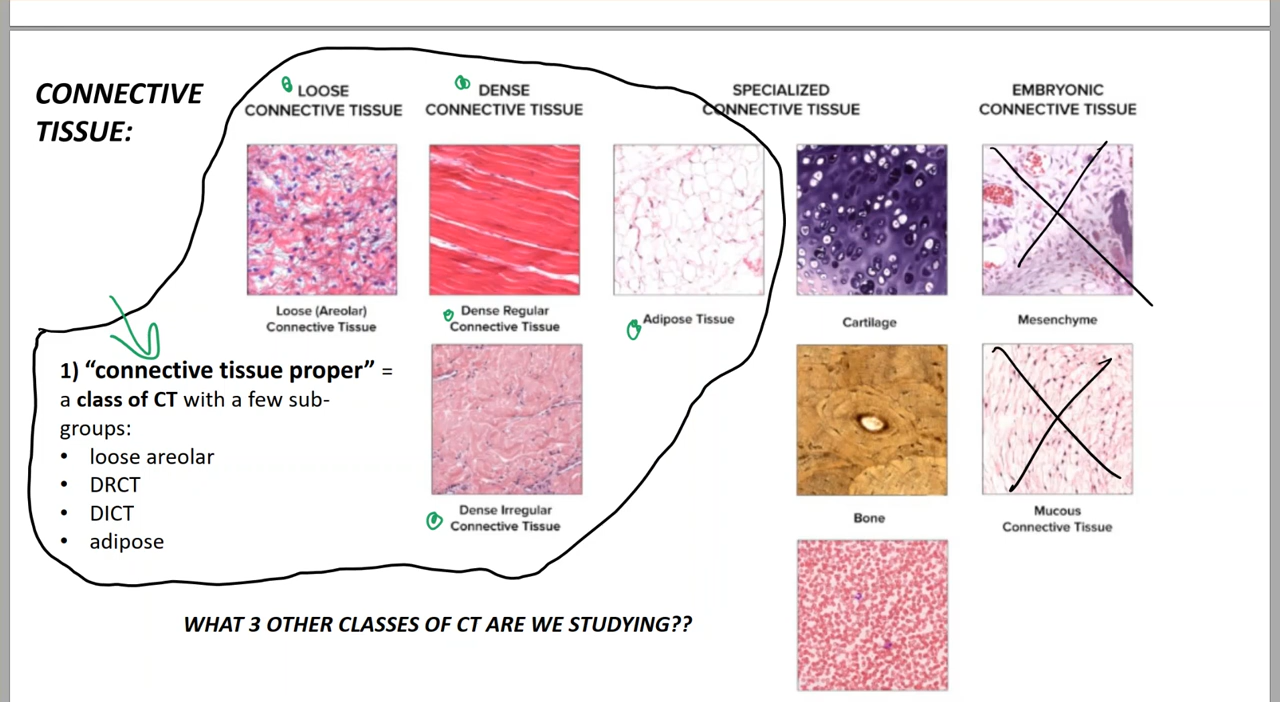 CONNECTIVE
TISSUE:
LOOSE
CONNECTIVE TISSUE
DENSE
CONNECTIVE TISSUE
SPECIALIZED
CONNECTIVE TISSUE
EMBRYONIC
CONNECTIVE TISSUE
Loose (Areolar)
Connective Tissue
Dense Regular
Connective Tissue
Adipose Tissue
Cartilage
Mesenchyme
1) “connective tissue proper” =
a class of CT with a few sub-
groups:
• loose areolar
• DRCT
• DICT
• adipose
Dense Irregular
Connective Tissue
Bone
Mucous
Connective Tissue
WHAT 3 OTHER CLASSES OF CT ARE WE STUDYING??